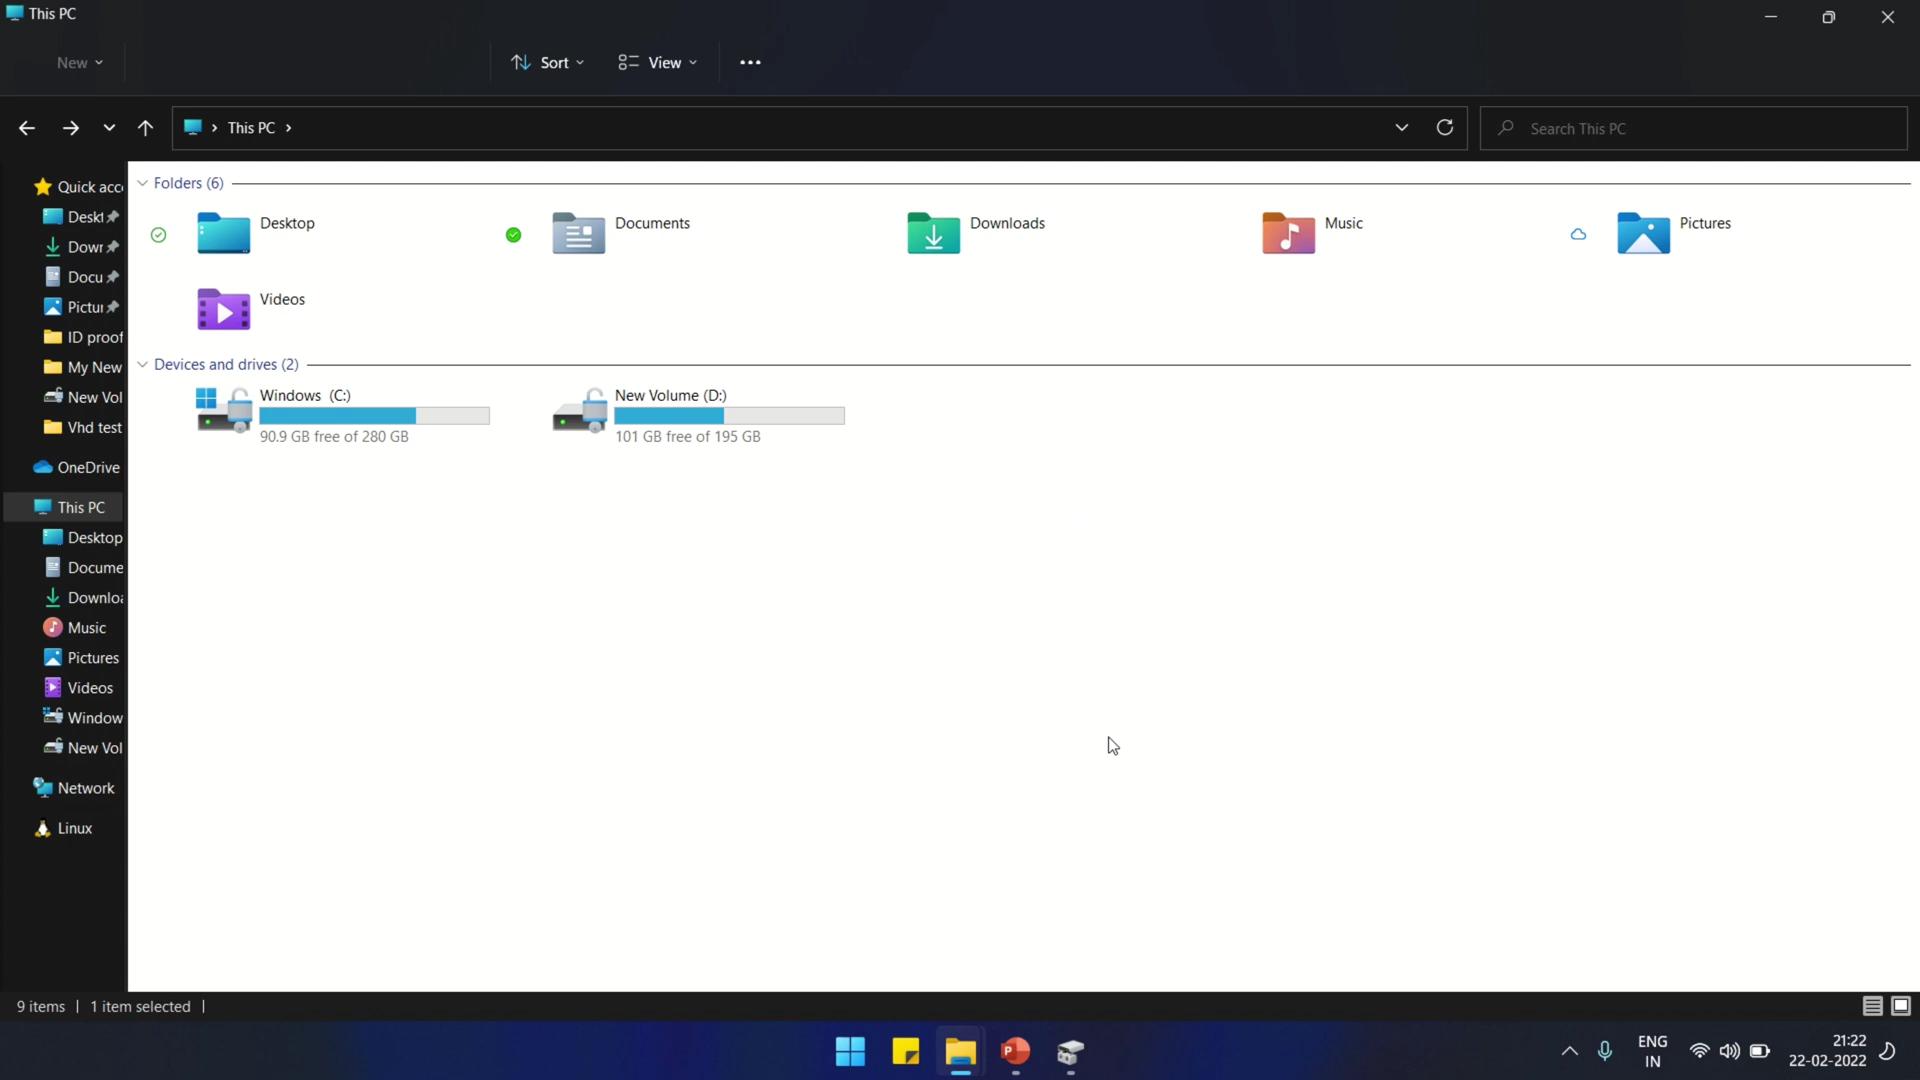 This PC
New
Sort
View
This PC
Search This PC
Quick acc
Deskt
Dowr
Docu
Pictur
ID proof
My New
New Vol
Vhd test
OneDrive
This PC
Desktop
Docume
Downloa
Music
Pictures
Videos
Window
New Vol
Network
Linux
Folders (6)
Desktop
Documents
Downloads
Music
Pictures
Videos
Devices and drives (2)
Windows (C:)
90.9 GB free of 280 GB
New Volume (D:)
101 GB free of 195 GB
9 items
1 item selected
P
ENG
IN
21:22
22-02-2022